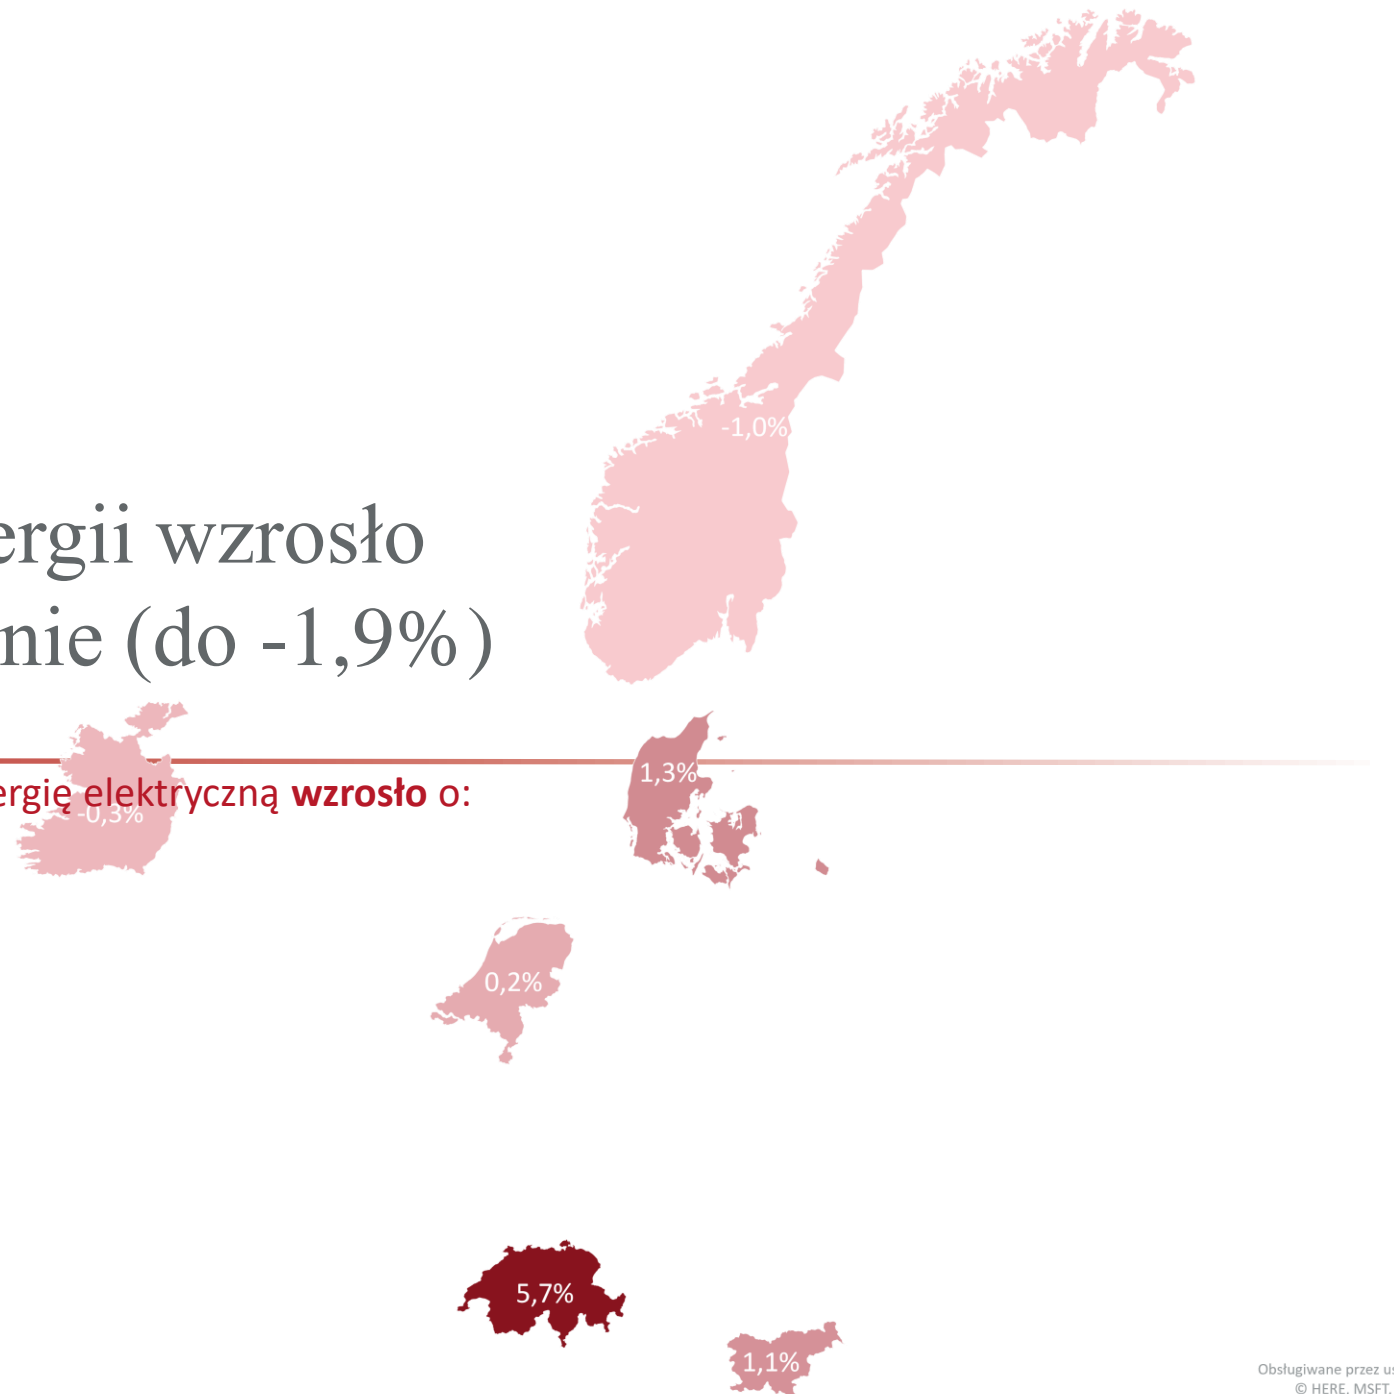 -1,0%
ergii wzrosło
nie (do -1,9%)
1,3%
ergię elektryczną wzrosło o:
-0,3%
0,2%
5,7%
1,1%
Obsługiwane przez us
© HERE, MSFT,